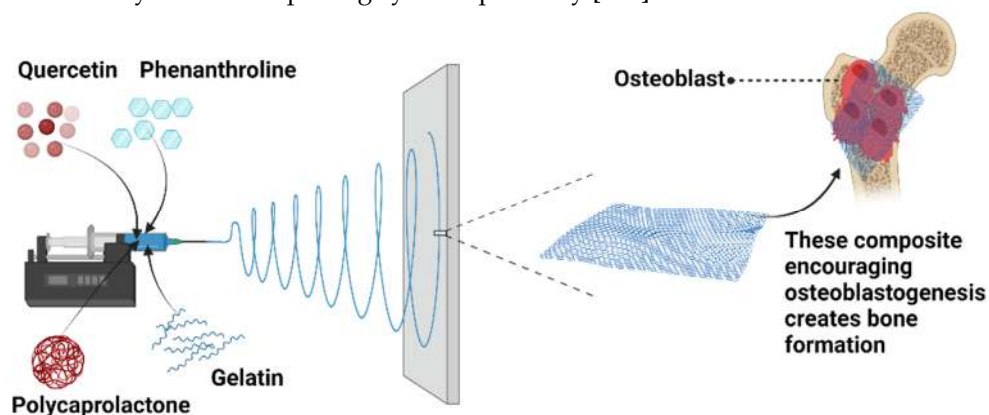 Quercetin
Phenanthroline
Osteoblast
Polycaprolactone
Gelatin
These composite
encouraging
osteoblastogenesis
creates bone
formation